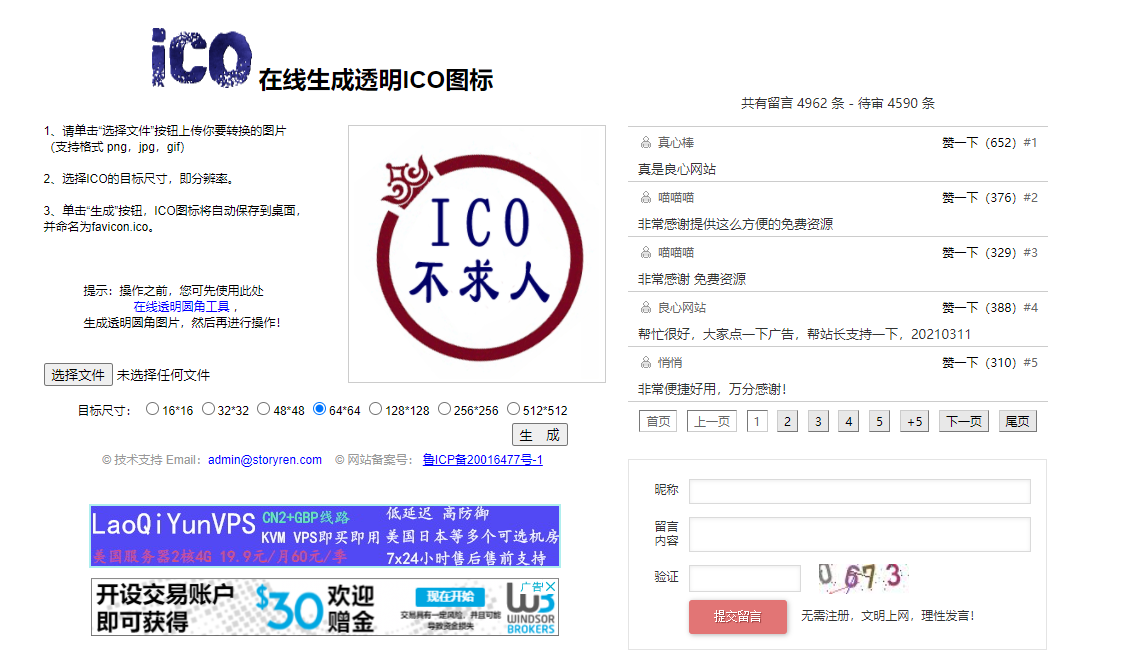 ico 在线生成透明ICO图标
1、请单击“选择文件”按钮上传你要转换的图片
（支持格式 png，jpg，gif）
2、选择ICO的目标尺寸，即分辨率。
3、单击“生成”按钮，ICO图标将自动保存到桌面，
并命名为favicon.ico。
提示：操作之前，您可先使用此处
在线透明圆角工具 ，
生成透明圆角图片，然后再进行操作！
ICO
不求人
选择文件 未选择任何文件
目标尺寸： 16*16 32*32 48*48 64*64 128*128 256*256 512*512
生 成
© 技术支持 Email：admin@storyren.com © 网站备案号： 鲁ICP备20016477号-1
LaoQiYunVPS
CN2+GBP线路
KVM VPS即买即用
美国服务器2核4G 19.9元/月60元/季
低延迟 高防御
美国日本等多个可选机房
7x24小时售后售前支持
开设交易账户
即可获得
$30
欢迎
赠金
现在开始
交易具有一定风险，并且可能
导致资金损失
广告
WINDSOR
BROKERS
共有留言 4962 条 - 待审 4590 条
真心棒 赞一下（652）#1
真是良心网站
喵喵喵 赞一下（376）#2
非常感谢提供这么方便的免费资源
喵喵喵 赞一下（329）#3
非常感谢 免费资源
良心网站 赞一下（388）#4
帮忙很好，大家点一下广告，帮站长支持一下，20210311
悄悄 赞一下（310）#5
非常便捷好用，万分感谢！
首页 上一页 1 2 3 4 5 +5 下一页 尾页
昵称
留言
内容
验证 0673
提交留言 无需注册，文明上网，理性发言！